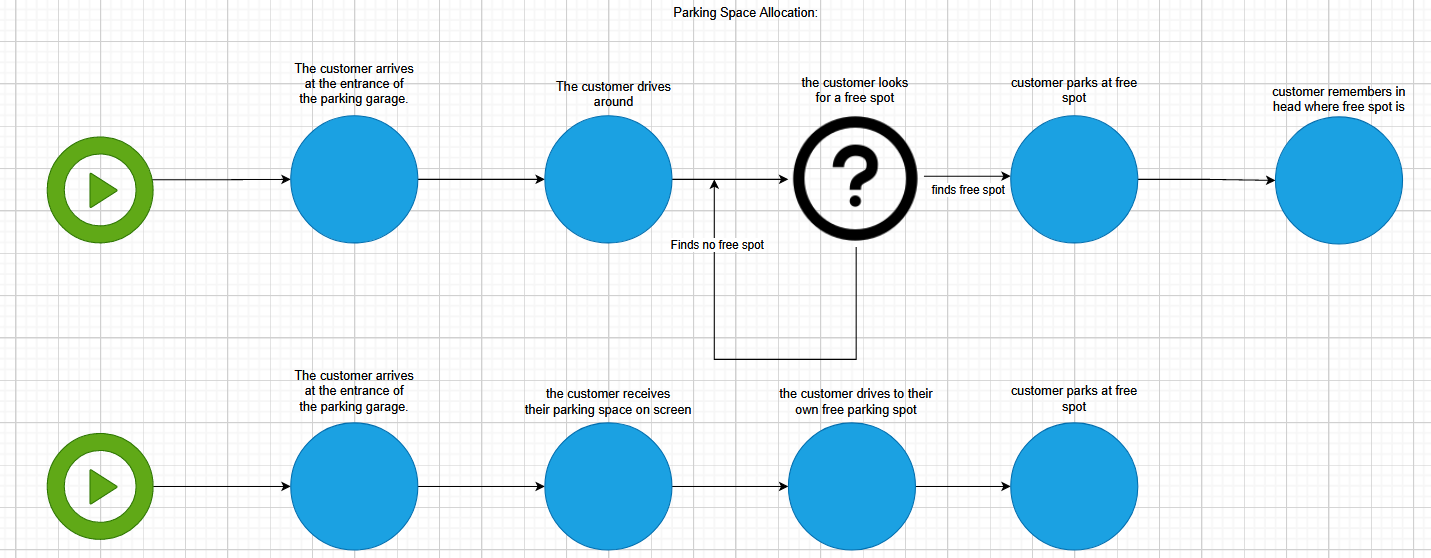 Parking Space Allocation:
The customer arrives
at the entrance of
the parking garage.
The customer drives
around
the customer looks
for a free spot
customer parks at free
spot
customer remembers in
head where free spot is
?
finds free spot
Finds no free spot
The customer arrives
at the entrance of
the parking garage.
the customer receives
their parking space on screen
the customer drives to their
own free parking spot
customer parks at free
spot